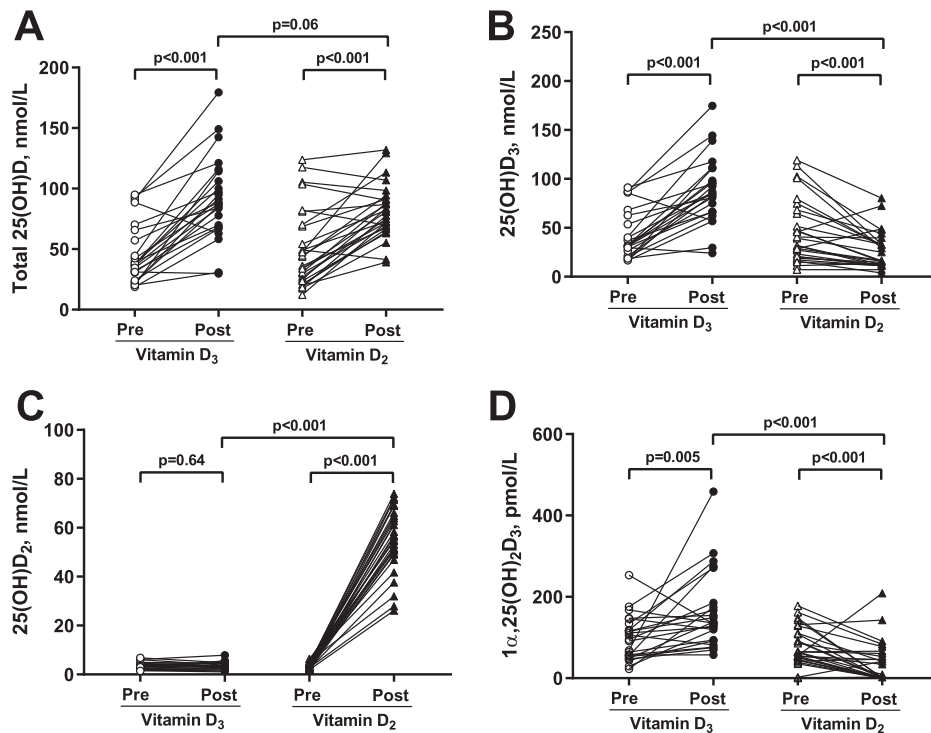 A
p=0.06
p<0.001
p<0.001
Total 25(OH)D, nmol/L
200
150
100
50
0
Pre
Post
Pre
Post
Vitamin D₃
Vitamin D₂
B
p<0.001
p<0.001
p<0.001
25(OH)D₃, nmol/L
250
200
150
100
50
0
Pre
Post
Pre
Post
Vitamin D₃
Vitamin D₂
C
p<0.001
p=0.64
p<0.001
25(OH)D₂, nmol/L
100
80
60
40
20
0
Pre
Post
Pre
Post
Vitamin D₃
Vitamin D₂
D
p<0.001
p=0.005
p<0.001
1α,25(OH)₂D₃, pmol/L
600
400
200
0
Pre
Post
Pre
Post
Vitamin D₃
Vitamin D₂